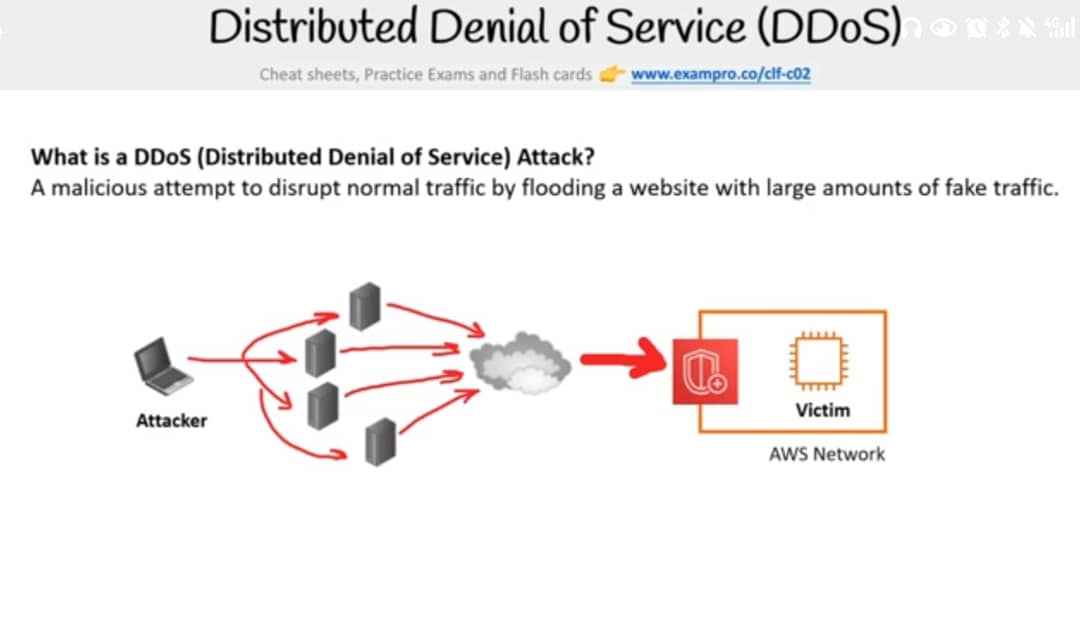 Distributed Denial of Service (DDoS)
Cheat sheets, Practice Exams and Flash cards 👉 www.exampro.co/clf-c02
What is a DDoS (Distributed Denial of Service) Attack?
A malicious attempt to disrupt normal traffic by flooding a website with large amounts of fake traffic.
Attacker
Victim
AWS Network